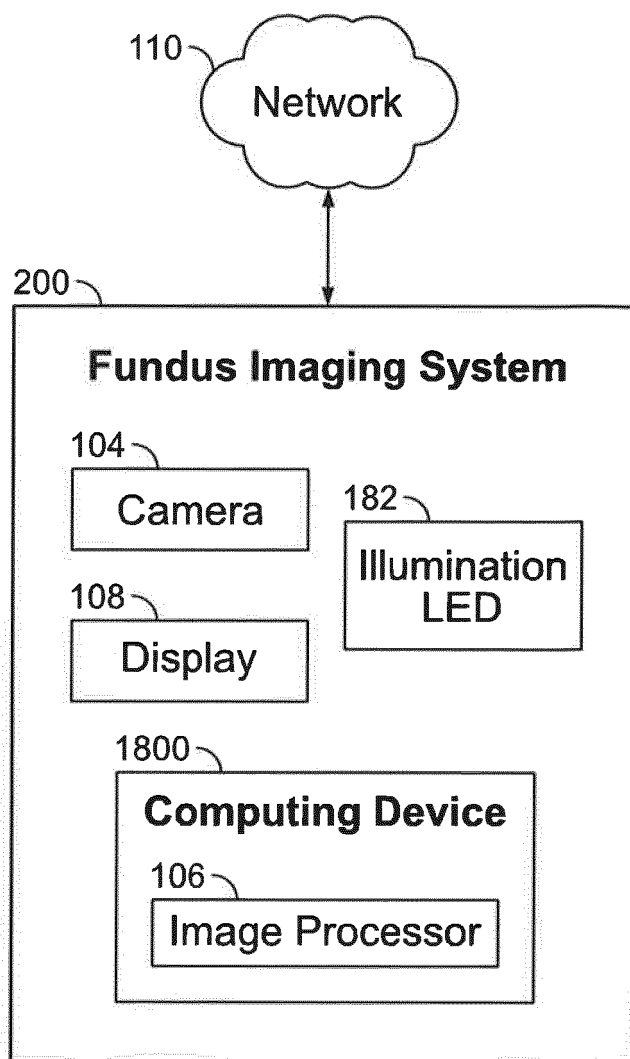 110
Network
200
Fundus Imaging System
104
Camera
182
Illumination
LED
108
Display
1800
Computing Device
106
Image Processor